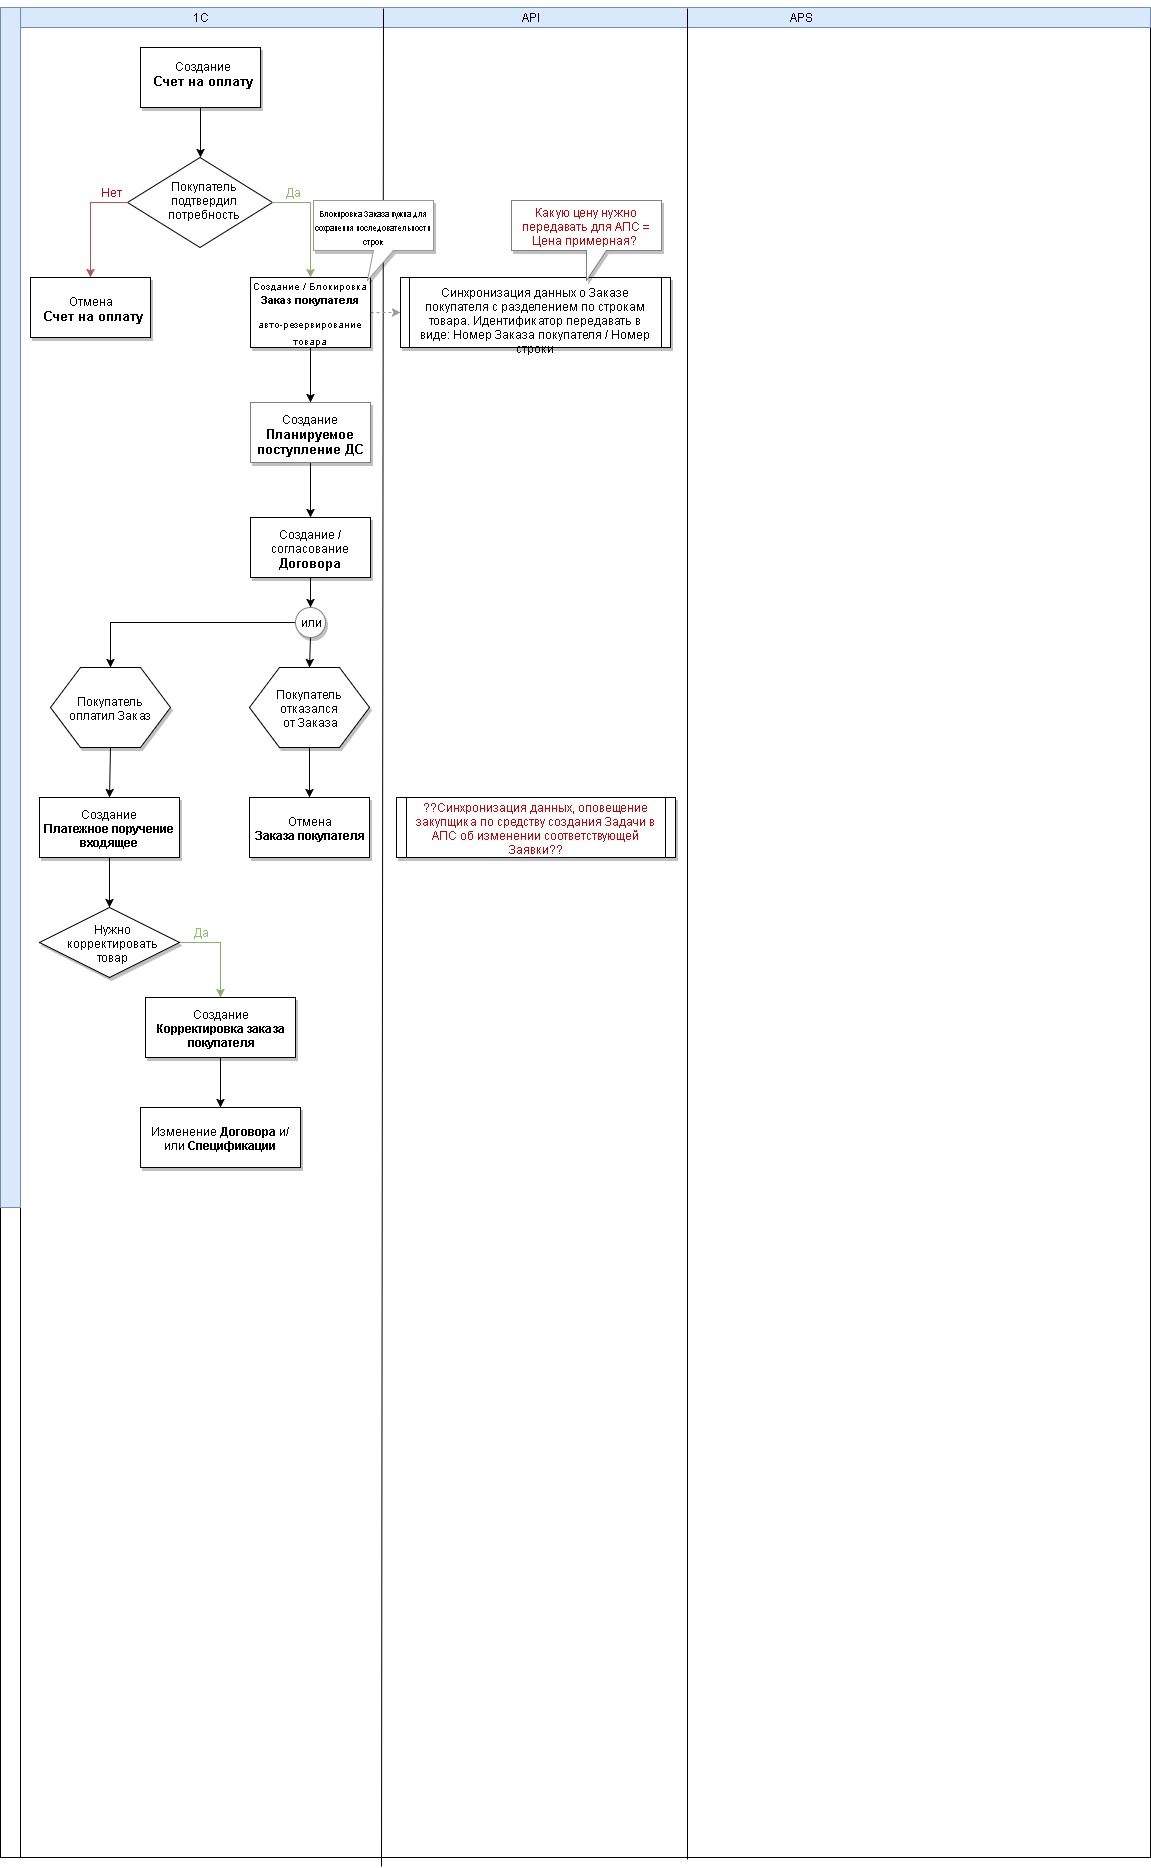 1С
API
APS
Создание
Счет на оплату
Покупатель
подтвердил
потребность
Нет
Да
Блокировка Заказа нужна для
сохранения последовательности
строк
Какую цену нужно
передавать для АПС =
Цена примерная?
Отмена
Счет на оплату
Создание / Блокировка
Заказ покупателя
авто-резервирование
товара
Синхронизация данных о Заказе
покупателя с разделением по строкам
товара. Идентификатор передавать в
виде: Номер Заказа покупателя / Номер
строки
Создание
Планируемое
поступление ДС
Создание /
согласование
Договора
или
Покупатель
оплатил Заказ
Покупатель
отказался
от Заказа
Создание
Платежное поручение
входящее
Отмена
Заказа покупателя
??Синхронизация данных, оповещение
закупщика по средству создания Задачи в
АПС об изменении соответствующей
Заявки??
Нужно
корректировать
товар
Да
Создание
Корректировка заказа
покупателя
Изменение Договора и/
или Спецификации